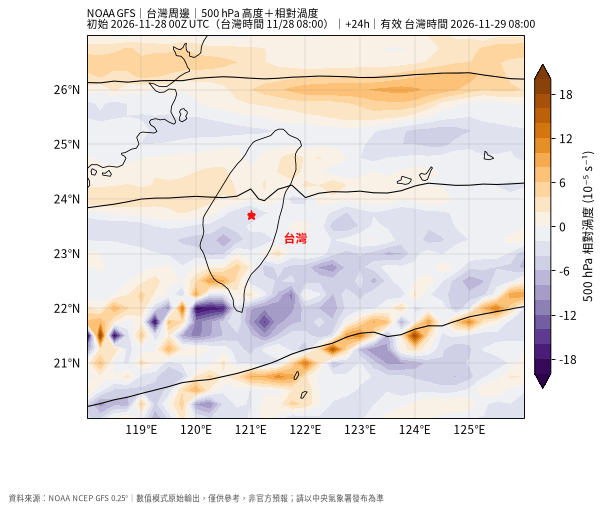 NOAA GFS｜台灣周邊｜500 hPa 高度＋相對渦度
初始 2026-11-28 00Z UTC（台灣時間 11/28 08:00）｜+24h｜有效 台灣時間 2026-11-29 08:00
26°N
25°N
24°N
23°N
22°N
21°N
119°E 120°E 121°E 122°E 123°E 124°E 125°E
台灣
18
12
6
0
-6
-12
-18
500 hPa 相對渦度 (10⁻⁵ s⁻¹)
資料來源：NOAA NCEP GFS 0.25°｜數值模式原始輸出，僅供參考，非官方預報；請以中央氣象署發布為準